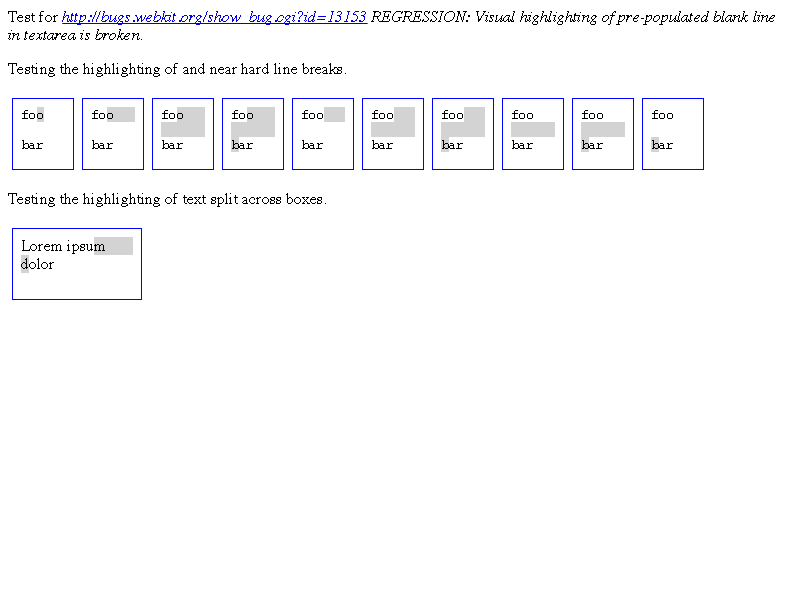 Test for http://bugs.webkit.org/show_bug.cgi?id=13153 REGRESSION: Visual highlighting of pre-populated blank line
in textarea is broken.
Testing the highlighting of and near hard line breaks.
foo foo foo foo foo foo foo foo foo foo
bar bar bar bar bar bar bar bar bar bar
Testing the highlighting of text split across boxes.
Lorem ipsum
dolor